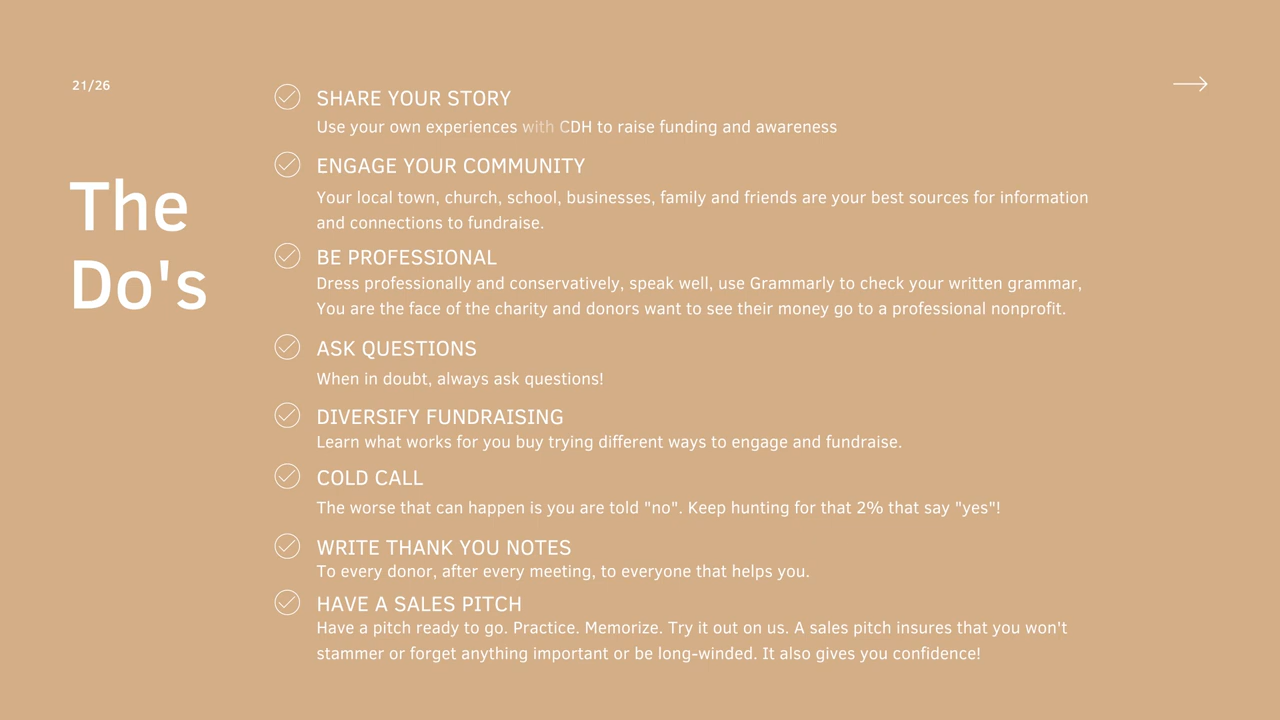 21/26
The
Do's
SHARE YOUR STORY
Use your own experiences with CDH to raise funding and awareness
ENGAGE YOUR COMMUNITY
Your local town, church, school, businesses, family and friends are your best sources for information
and connections to fundraise.
BE PROFESSIONAL
Dress professionally and conservatively, speak well, use Grammarly to check your written grammar,
You are the face of the charity and donors want to see their money go to a professional nonprofit.
ASK QUESTIONS
When in doubt, always ask questions!
DIVERSIFY FUNDRAISING
Learn what works for you buy trying different ways to engage and fundraise.
COLD CALL
The worse that can happen is you are told "no". Keep hunting for that 2% that say "yes"!
WRITE THANK YOU NOTES
To every donor, after every meeting, to everyone that helps you.
HAVE A SALES PITCH
Have a pitch ready to go. Practice. Memorize. Try it out on us. A sales pitch insures that you won't
stammer or forget anything important or be long-winded. It also gives you confidence!